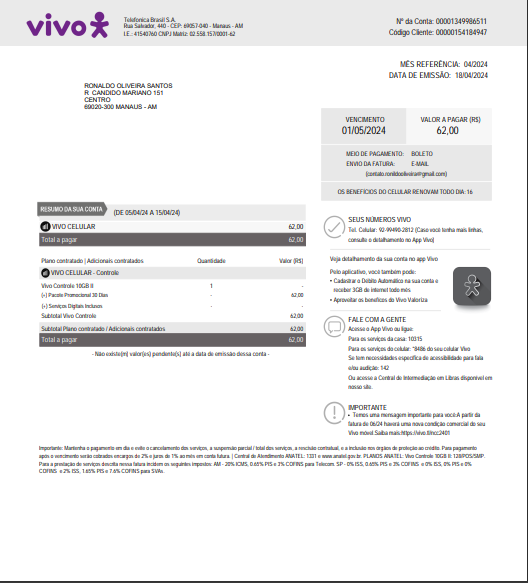 vivo
Telefonica Brasil S.A.
Rua Salvador, 440 - CEP: 69057-040 - Manaus - AM
I.E.: 41540760 CNPJ Matriz: 02.558.157/0001-62
Nº da Conta: 00001349986511
Código Cliente: 00000154184947
MÊS REFERÊNCIA: 04/2024
DATA DE EMISSÃO: 18/04/2024
RONALDO OLIVEIRA SANTOS
R CANDIDO MARIANO 151
CENTRO
69020-300 MANAUS - AM
VENCIMENTO
01/05/2024
VALOR A PAGAR (R$)
62,00
MEIO DE PAGAMENTO: BOLETO
ENVIO DA FATURA: E-MAIL
(contato.ronildooliveira@gmail.com)
OS BENEFÍCIOS DO CELULAR RENOVAM TODO DIA: 16
RESUMO DA SUA CONTA (DE 05/04/24 A 15/04/24)
VIVO CELULAR 62,00
Total a pagar 62,00
Plano contratado | Adicionais contratados Quantidade Valor (R$)
VIVO CELULAR - Controle
Vivo Controle 10GB II 1 -
(+) Pacote Promocional 30 Dias - 62,00
(+) Serviços Digitais Inclusos - -
Subtotal Vivo Controle 62,00
Subtotal Plano contratado / Adicionais contratados 62,00
Total a pagar 62,00
- Não existe(m) valor(es) pendente(s) até a data de emissão dessa conta -
SEUS NÚMEROS VIVO
Tel. Celular: 92-99490-2812 (Caso você tenha mais linhas,
consulte o detalhamento no App Vivo)
Veja detalhamento da sua conta no app Vivo
Pelo aplicativo, você também pode:
• Cadastrar o Débito Automático na sua conta e
receber 3GB de internet todo mês
• Aproveitar os benefícios do Vivo Valoriza
FALE COM A GENTE
Acesse o App Vivo ou ligue:
Para os serviços da casa: 10315
Para os serviços do celular: *8486 do seu celular Vivo
Se tem necessidades específica de acessibilidade para fala
e/ou audição: 142
Ou acesse a Central de Intermediação em Libras disponível em
nosso site.
IMPORTANTE
• Temos uma mensagem importante para você:A partir da
fatura de 06/24 haverá uma nova condição comercial do seu
Vivo móvel.Saiba mais:https://vivo.tl/ncc2401
Importante: Mantenha o pagamento em dia e evite o cancelamento dos serviços, a suspensão parcial / total dos serviços, a rescisão contratual, e a inclusão nos órgãos de proteção ao crédito. Para pagamento
após o vencimento serão cobrados encargos de 2% e juros de 1% ao mês em conta futura. | Central de Atendimento ANATEL: 1331 e www.anatel.gov.br. PLANOS ANATEL: Vivo Controle 10GB II: 128/POS/SMP.
Para a prestação de serviços descrita nessa fatura incidem os seguintes impostos: AM - 20% ICMS, 0.65% PIS e 3% COFINS para Telecom. SP - 0% ISS, 0.65% PIS e 3% COFINS e 0% ISS, 0% PIS e 0%
COFINS e 2% ISS, 1.65% PIS e 7.6% COFINS para SVAs.